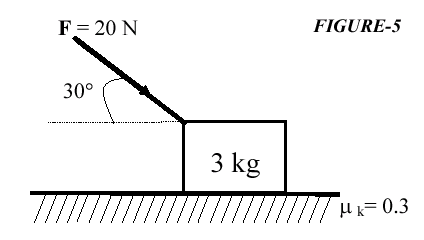 F = 20 N
FIGURE-5
30°
3 kg
μ k= 0.3